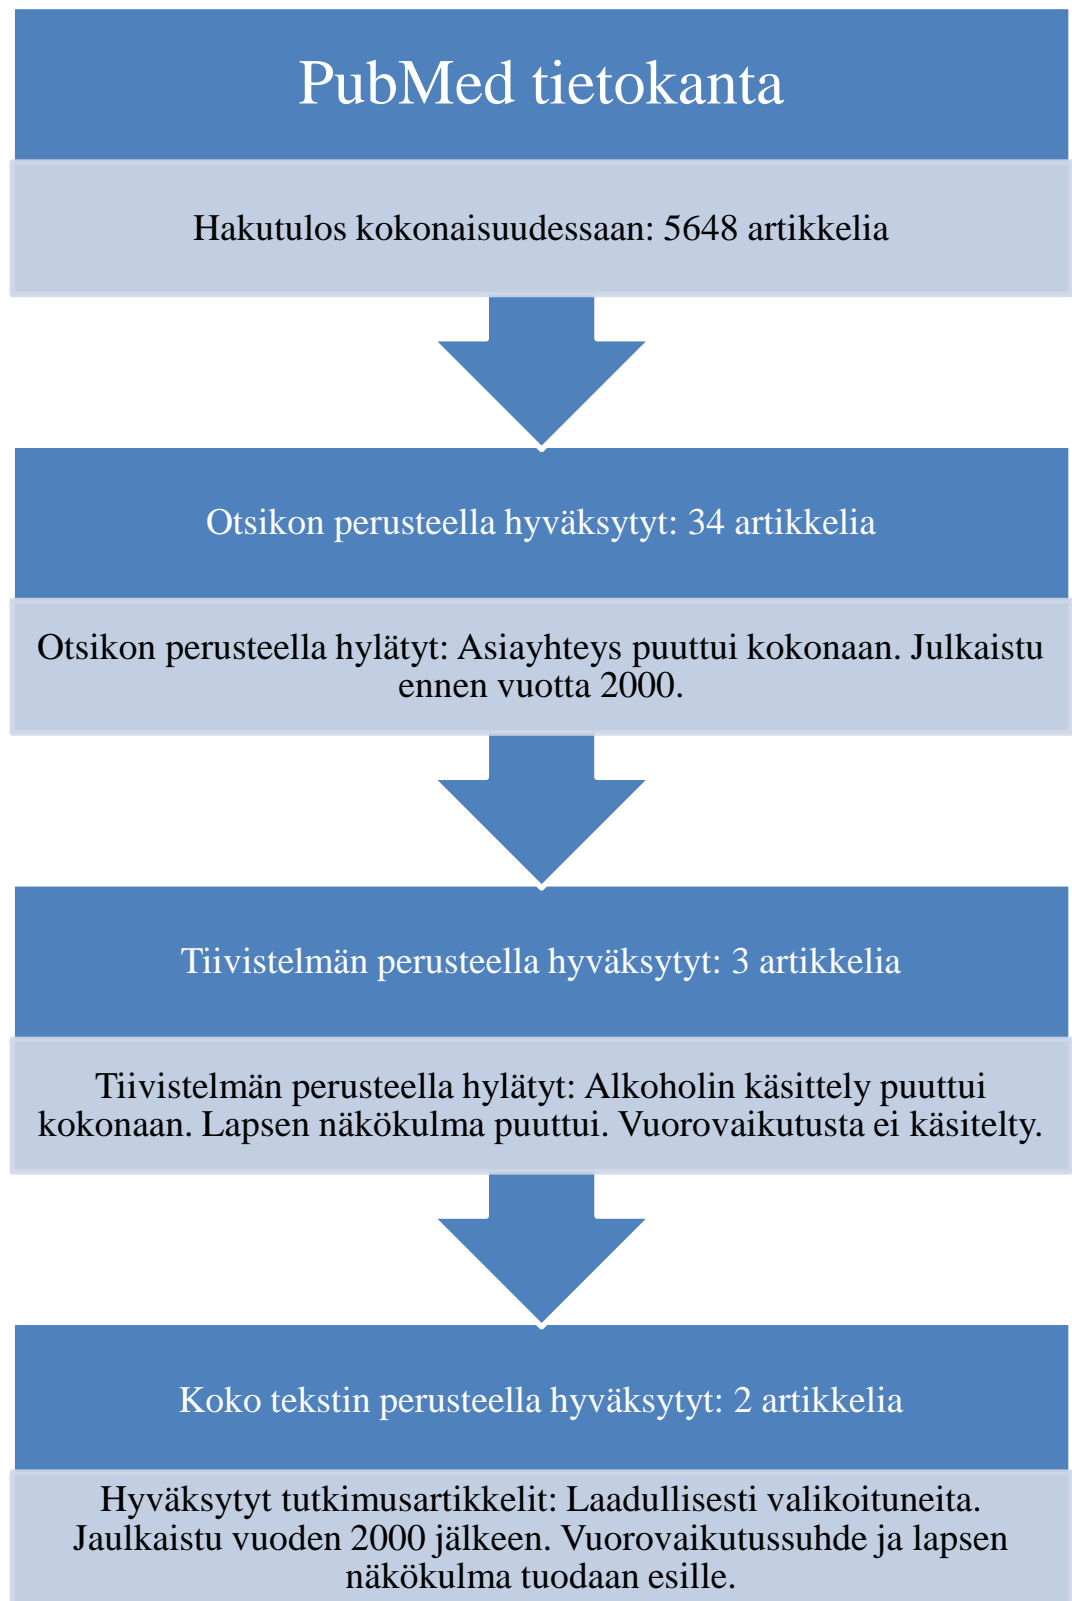 PubMed tietokanta
Hakutulos kokonaisuudessaan: 5648 artikkelia
Otsikon perusteella hyväksytyt: 34 artikkelia
Otsikon perusteella hylätyt: Asiayhteys puuttui kokonaan. Julkaistu
ennen vuotta 2000.
Tiivistelmän perusteella hyväksytyt: 3 artikkelia
Tiivistelmän perusteella hylätyt: Alkoholin käsittely puuttui
kokonaan. Lapsen näkökulma puuttui. Vuorovaikutusta ei käsitelty.
Koko tekstin perusteella hyväksytyt: 2 artikkelia
Hyväksytyt tutkimusartikkelit: Laadullisesti valikoituneita.
Jaulkaistu vuoden 2000 jälkeen. Vuorovaikutussuhde ja lapsen
näkökulma tuodaan esille.